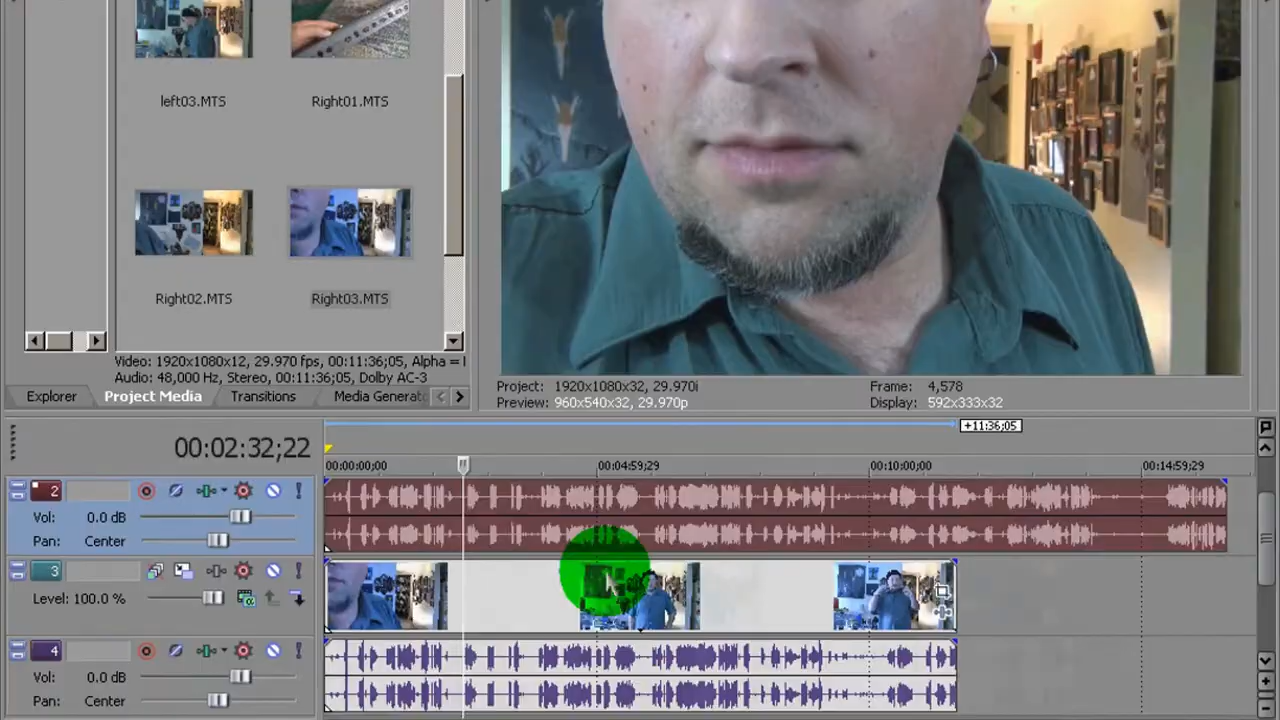 left03.MTS
Right01.MTS
Right02.MTS
Right03.MTS
Video: 1920x1080x12, 29.970 fps, 00:11:36;05, Alpha =
Audio: 48,000 Hz, Stereo, 00:11:36;05, Dolby AC-3
Explorer
Project Media
Transitions
Media Generat
Project: 1920x1080x32, 29.970i
Preview: 960x540x32, 29.970p
Frame: 4,578
Display: 592x333x32
+11:36;05
00:02:32;22
00:00:00;00
00:04:59;29
00:10:00;00
00:14:59;29
2
Vol: 0.0 dB
Pan: Center
3
Level: 100.0 %
4
Vol: 0.0 dB
Pan: Center